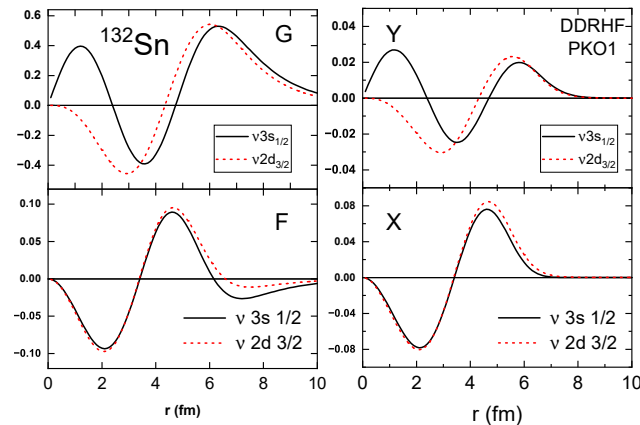 ¹³²Sn
G
0.6
0.4
0.2
0.0
−0.2
−0.4
ν3s₁/₂
ν2d₃/₂
Y
DDRHF
PKO1
0.04
0.02
0.00
−0.02
−0.04
ν3s₁/₂
ν2d₃/₂
F
0.10
0.05
0.00
−0.05
−0.10
ν 3s 1/2
ν 2d 3/2
0 2 4 6 8 10
r (fm)
X
0.08
0.04
0.00
−0.04
−0.08
ν 3s 1/2
ν 2d 3/2
0 2 4 6 8 10
r (fm)